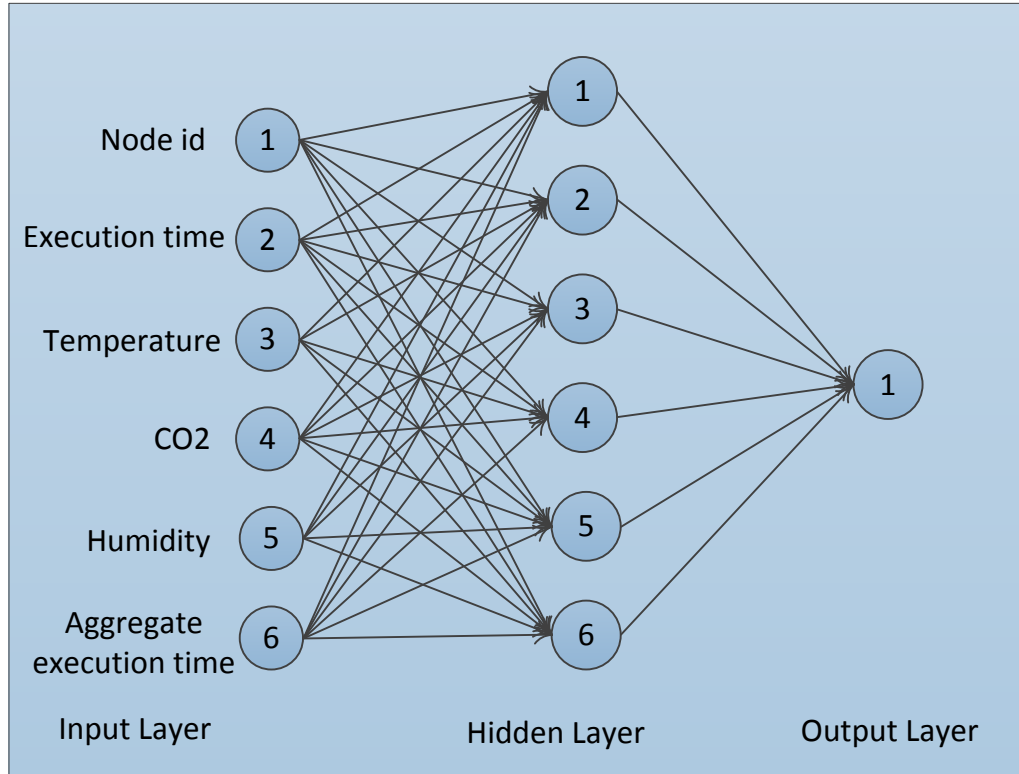 Node id
1
Execution time
2
Temperature
3
CO2
4
Humidity
5
Aggregate
execution time
6
1
2
3
4
5
6
1
Input Layer
Hidden Layer
Output Layer